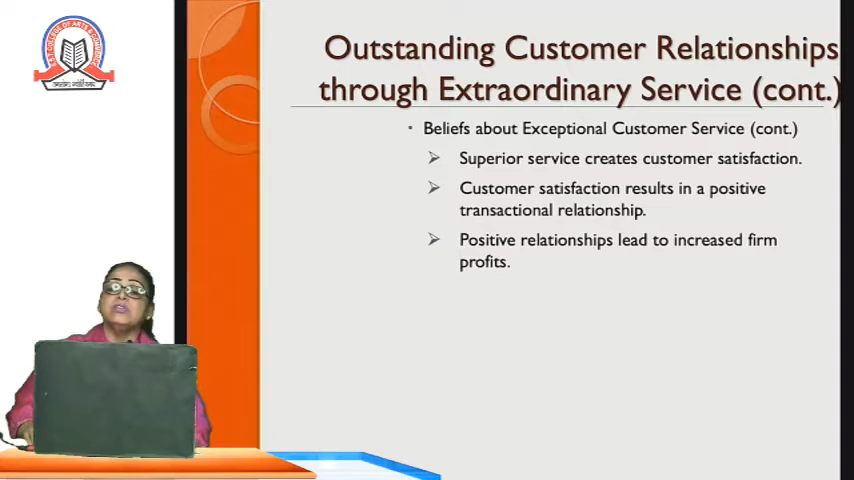 Outstanding Customer Relationships
through Extraordinary Service (cont.)
• Beliefs about Exceptional Customer Service (cont.)
➢ Superior service creates customer satisfaction.
➢ Customer satisfaction results in a positive
transactional relationship.
➢ Positive relationships lead to increased firm
profits.